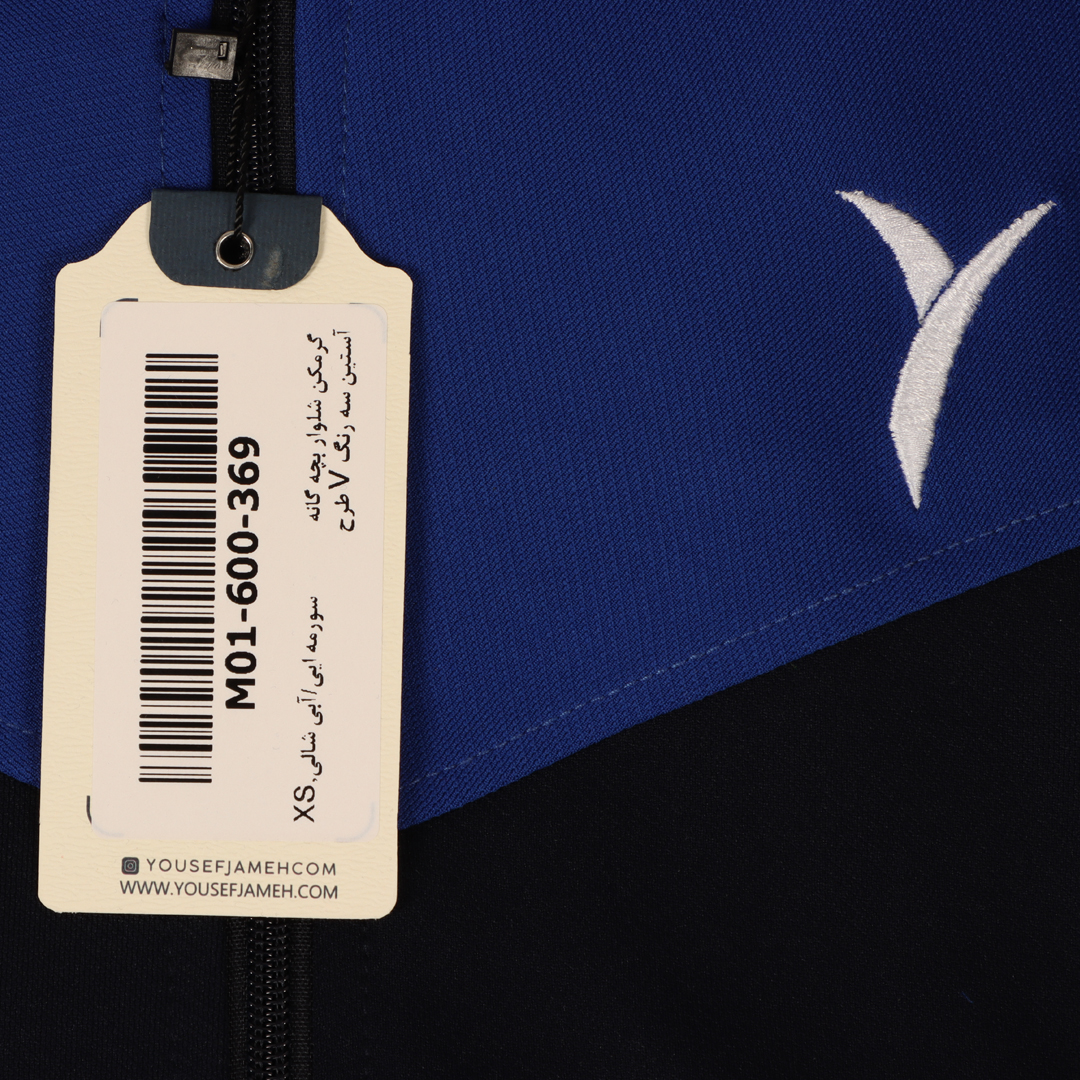 گرمکن شلوار بچه گانه
آستین سه رنگ V طرح
سورمه ایی/آبی شالی,XS
M01-600-369
YOUSEFJAMEHCOM
WWW.YOUSEFJAMEH.COM